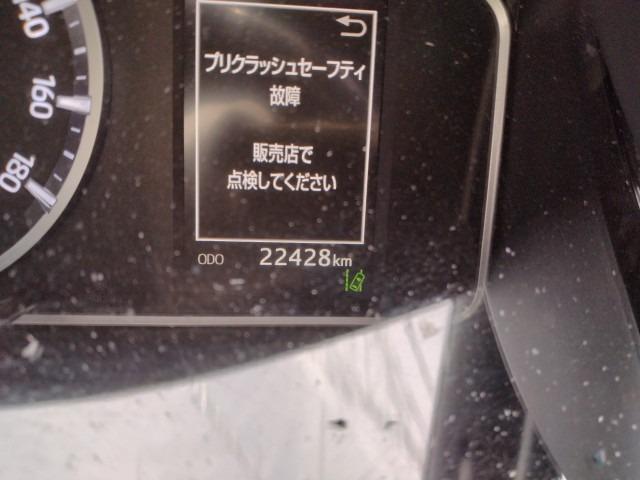 140
160
180
プリクラッシュセーフティ
故障
販売店で
点検してください
ODO 22428km